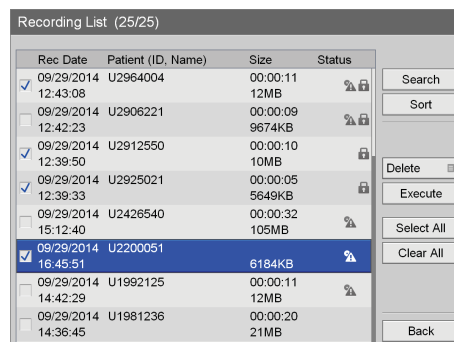 Recording List (25/25)
Rec Date Patient (ID, Name) Size Status
09/29/2014 U2964004 00:00:11
12:43:08 12MB
09/29/2014 U2906221 00:00:09
12:42:23 9674KB
09/29/2014 U2912550 00:00:10
12:39:50 10MB
09/29/2014 U2925021 00:00:05
12:39:33 5649KB
09/29/2014 U2426540 00:00:32
15:12:40 105MB
09/29/2014 U2200051
16:45:51 6184KB
09/29/2014 U1992125 00:00:11
14:42:29 12MB
09/29/2014 U1981236 00:00:20
14:36:45 21MB
Search
Sort
Delete
Execute
Select All
Clear All
Back